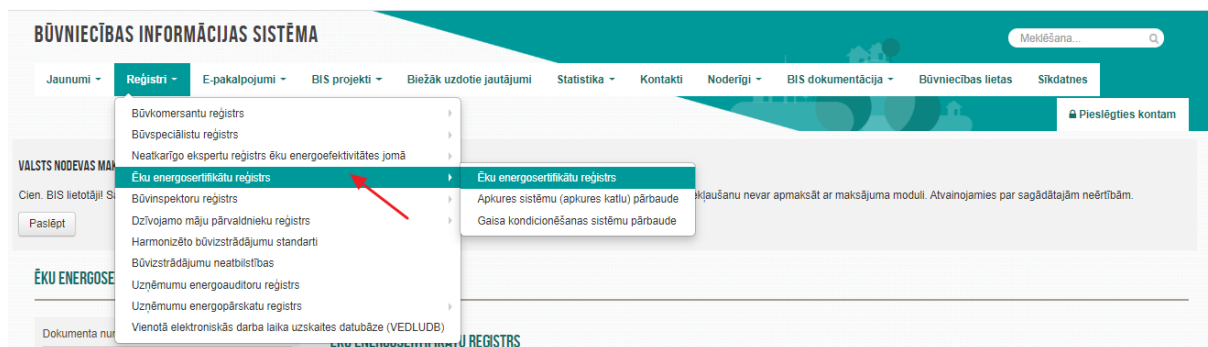 BŪVNIECĪBAS INFORMĀCIJAS SISTĒMA
Meklēšana...
Jaunumi Reģistri E-pakalpojumi BIS projekti Biežāk uzdotie jautājumi Statistika Kontakti Noderīgi BIS dokumentācija Būvniecības lietas Sīkdatnes
Pieslēgties kontam
Būvkomersantu reģistrs
Būvspeciālistu reģistrs
Neatkarīgo ekspertu reģistrs ēku energoefektivitātes jomā
Ēku energosertifikātu reģistrs
Būvinspektoru reģistrs
Dzīvojamo māju pārvaldnieku reģistrs
Harmonizēto būvizstrādājumu standarti
Būvizstrādājumu neatbilstības
Uzņēmumu energoauditoru reģistrs
Uzņēmumu energopārskatu reģistrs
Vienotā elektroniskās darba laika uzskaites datubāze (VEDLUDB)
Ēku energosertifikātu reģistrs
Apkures sistēmu (apkures katlu) pārbaude
Gaisa kondicionēšanas sistēmu pārbaude
VALSTS NODEVAS
Cien. BIS lietotāji! nevar apmaksāt ar maksājuma moduli. Atvainojamies par sagādātajām neērtībām.
Paslēpt
ĒKU
Dokumenta
ĒKU ENERGOSERTIFIKĀTU REĢISTRS